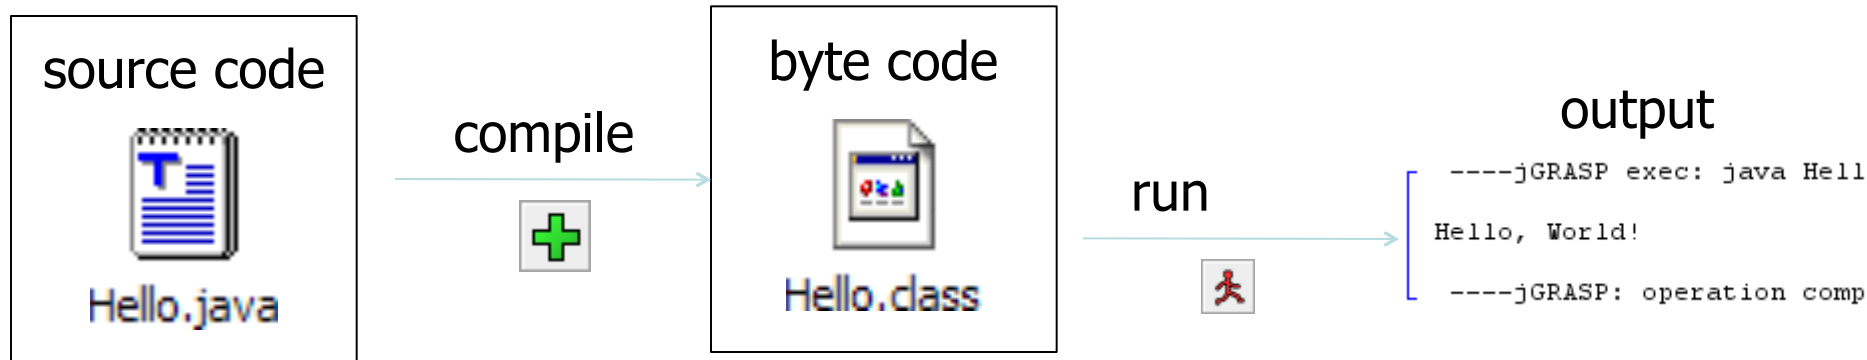 source code
Hello.java
compile
byte code
Hello.class
run
output
----jGRASP exec: java Hell
Hello, World!
----jGRASP: operation comp